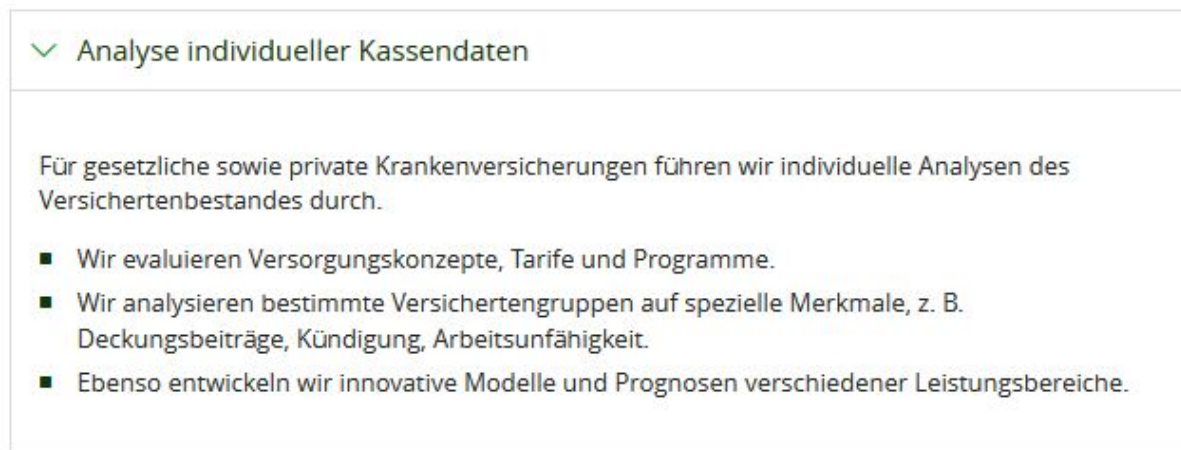 Analyse individueller Kassendaten
Für gesetzliche sowie private Krankenversicherungen führen wir individuelle Analysen des
Versichertenbestandes durch.
Wir evaluieren Versorgungskonzepte, Tarife und Programme.
Wir analysieren bestimmte Versichertengruppen auf spezielle Merkmale, z. B.
Deckungsbeiträge, Kündigung, Arbeitsunfähigkeit.
Ebenso entwickeln wir innovative Modelle und Prognosen verschiedener Leistungsbereiche.